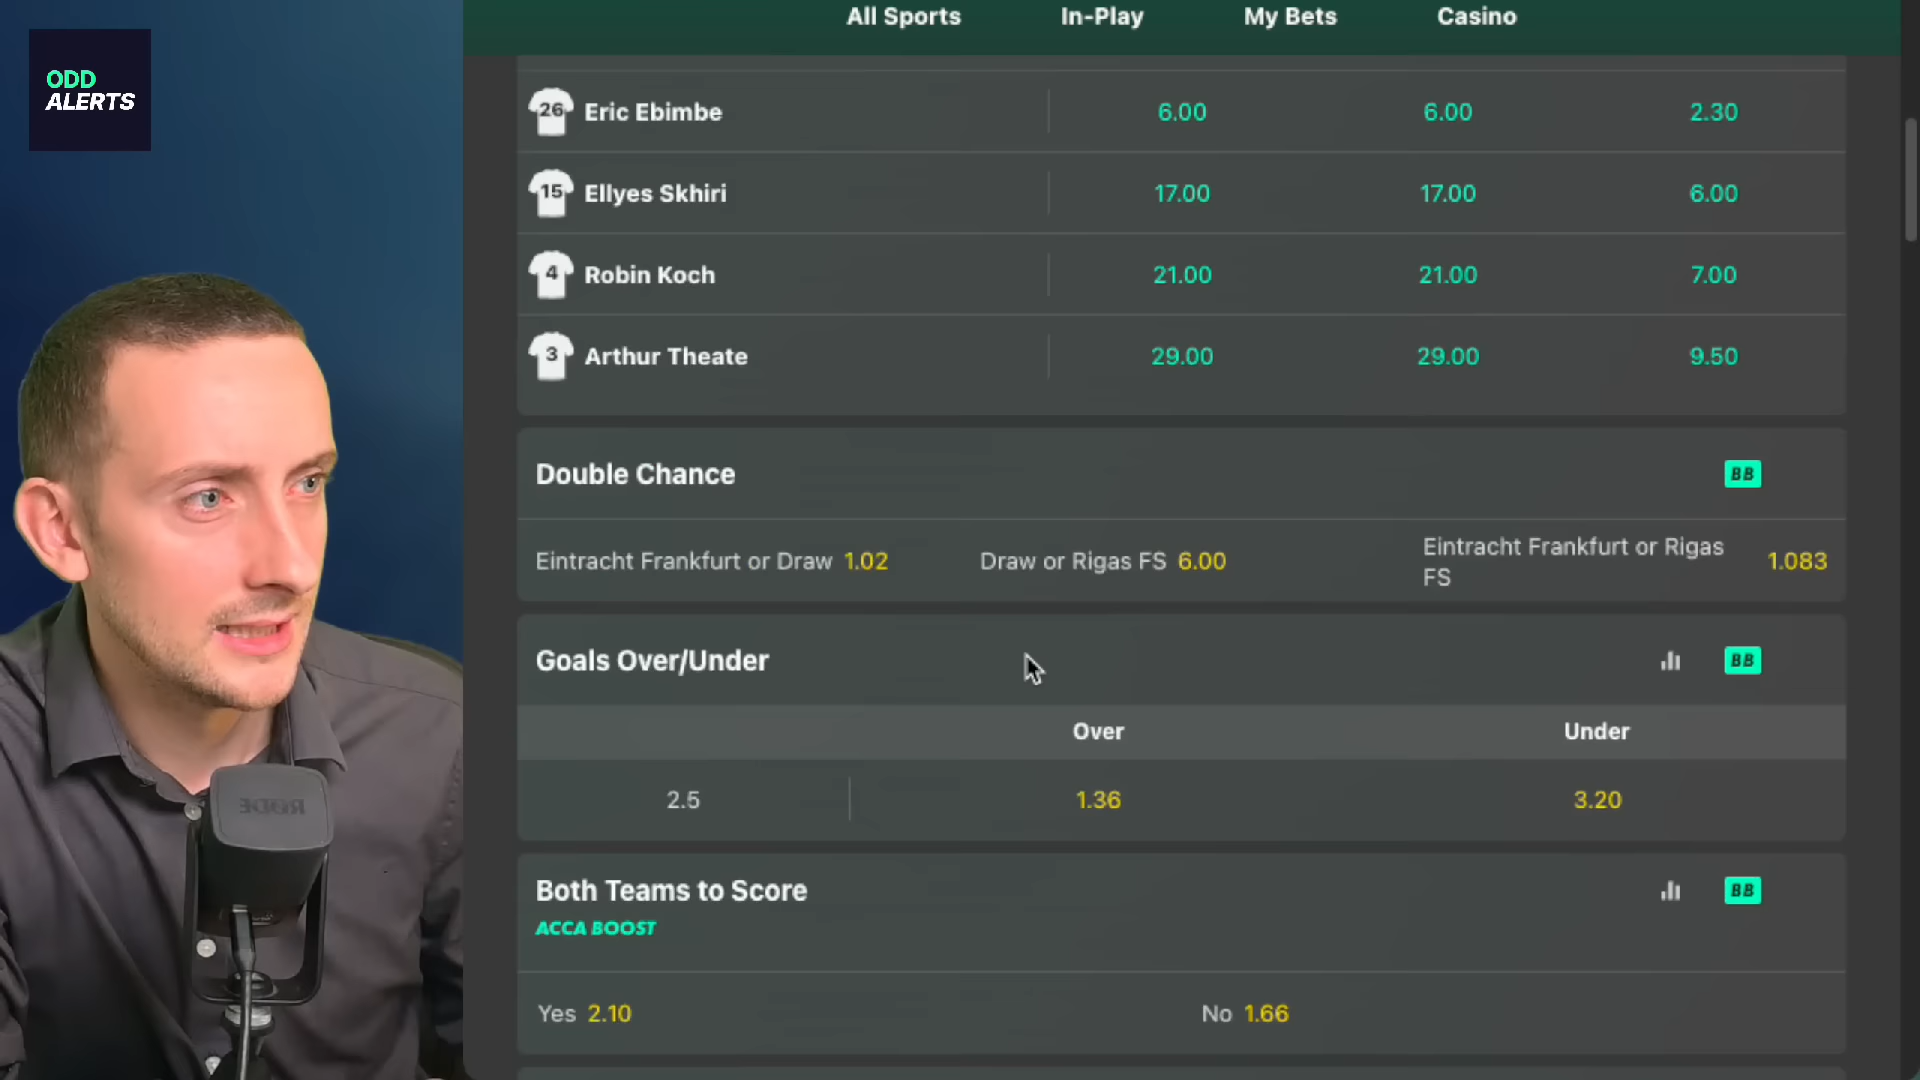 ODD
ALERTS
All Sports In-Play My Bets Casino
26 Eric Ebimbe 6.00 6.00 2.30
15 Ellyes Skhiri 17.00 17.00 6.00
4 Robin Koch 21.00 21.00 7.00
3 Arthur Theate 29.00 29.00 9.50
Double Chance BB
Eintracht Frankfurt or Draw 1.02 Draw or Rigas FS 6.00 Eintracht Frankfurt or Rigas
FS 1.083
Goals Over/Under BB
Over Under
2.5 1.36 3.20
Both Teams to Score BB
ACCA BOOST
Yes 2.10 No 1.66
RØDE